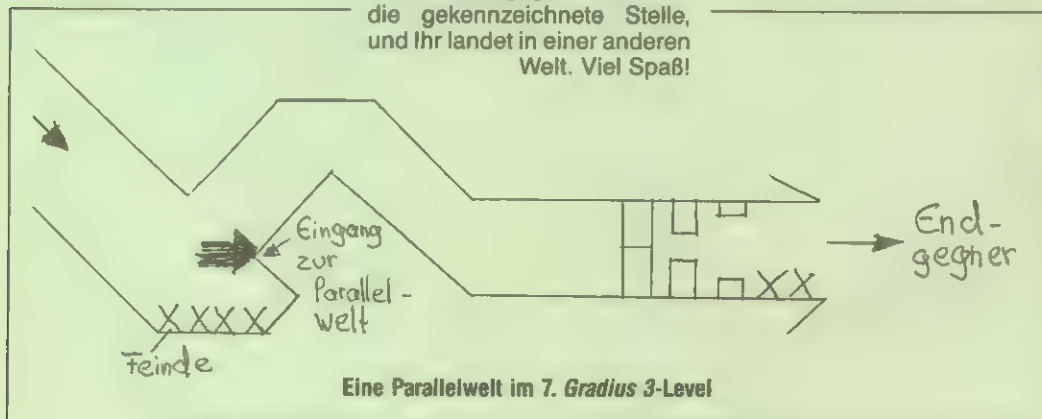 die gekennzeichnete Stelle,
und Ihr landet in einer anderen
Welt. Viel Spaß!
Eingang
zur
Parallel-
welt
Feinde
XXXX
XX
End-
gegner
Eine Parallelwelt im 7. Gradius 3-Level